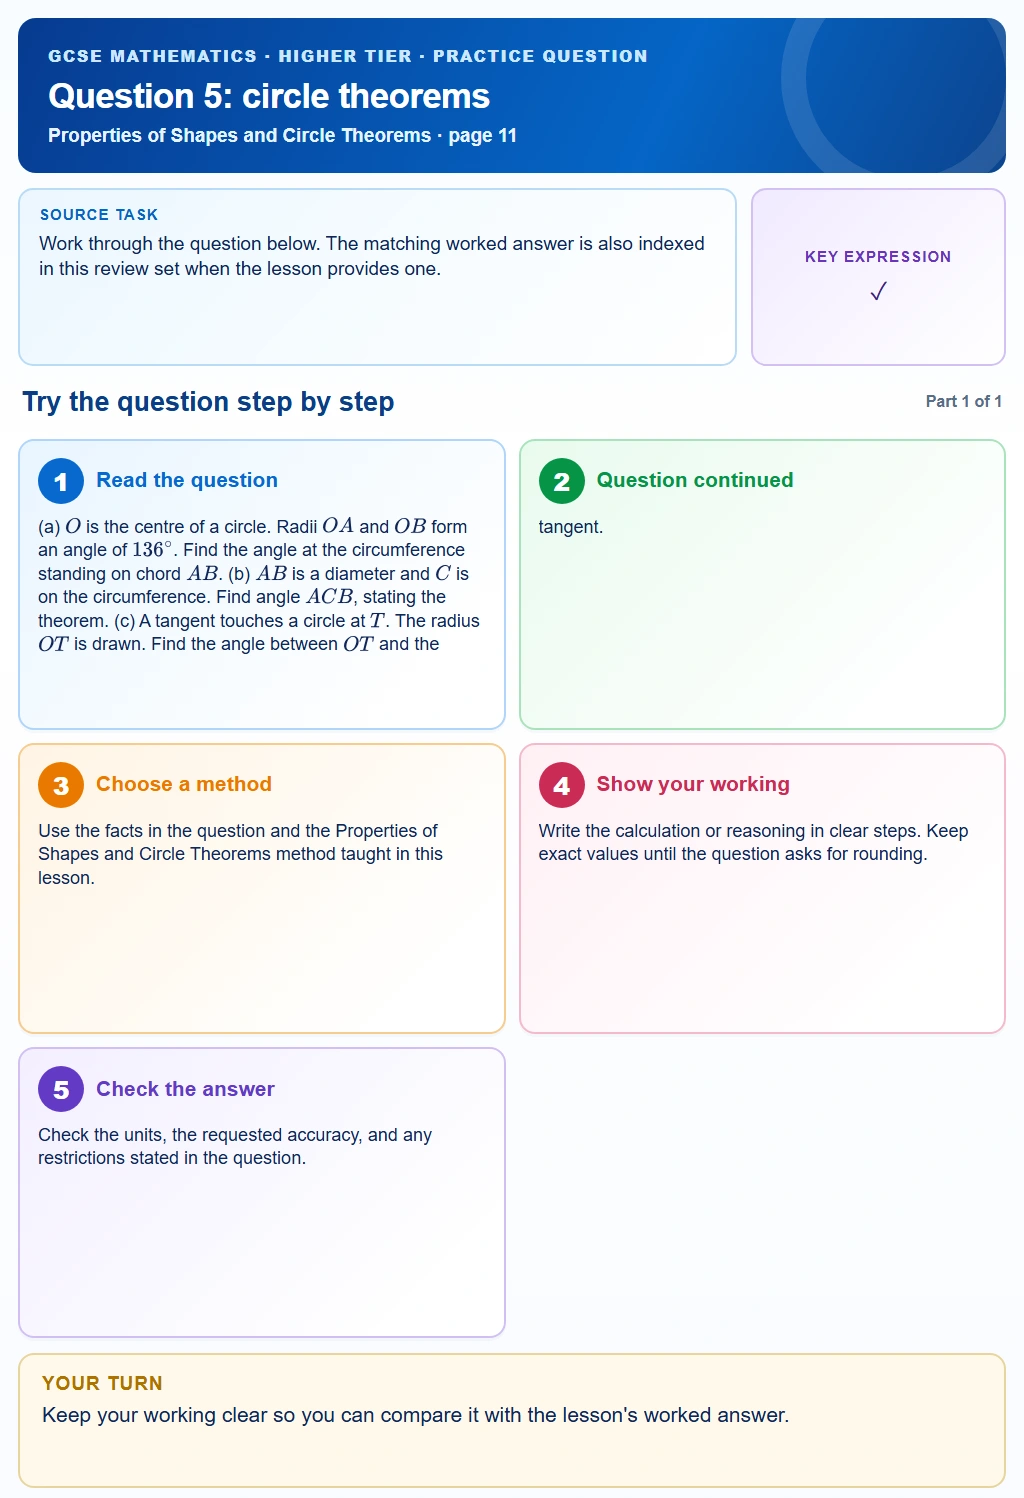 GCSE MATHEMATICS · HIGHER TIER · PRACTICE QUESTION
Question 5: circle theorems
Properties of Shapes and Circle Theorems · page 11
SOURCE TASK
Work through the question below. The matching worked answer is also indexed
in this review set when the lesson provides one.
KEY EXPRESSION
✓
Try the question step by step
Part 1 of 1
1 Read the question
(a) O is the centre of a circle. Radii OA and OB form
an angle of 136°. Find the angle at the circumference
standing on chord AB. (b) AB is a diameter and C is
on the circumference. Find angle ACB, stating the
theorem. (c) A tangent touches a circle at T. The radius
OT is drawn. Find the angle between OT and the
2 Question continued
tangent.
3 Choose a method
Use the facts in the question and the Properties of
Shapes and Circle Theorems method taught in this
lesson.
4 Show your working
Write the calculation or reasoning in clear steps. Keep
exact values until the question asks for rounding.
5 Check the answer
Check the units, the requested accuracy, and any
restrictions stated in the question.
YOUR TURN
Keep your working clear so you can compare it with the lesson's worked answer.